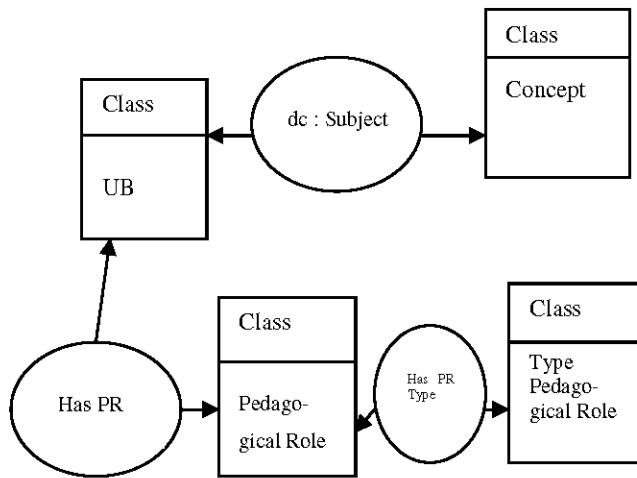 Class
Concept
Class
UB
dc : Subject
Class
Pedago-
gical Role
Class
Type
Pedago-
gical Role
Has PR
Has PR
Type